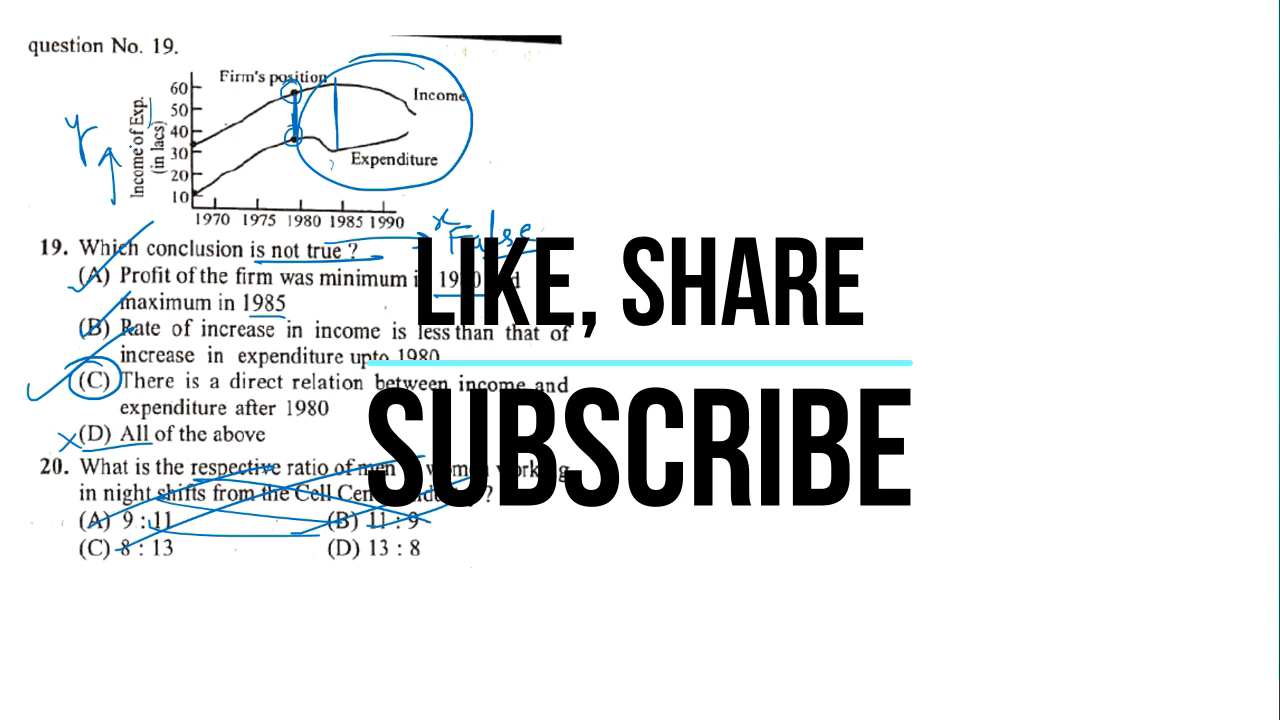 question No. 19.
Firm's position
60
50
40
30
20
10
Income of Exp.
(in lacs)
Income
Expenditure
1970 1975 1980 1985 1990
y
x
False
19. Which conclusion is not true ?
(A) Profit of the firm was minimum
maximum in 1985
(B) Rate of increase in income is less than that of
increase in expenditure upto 1980
(C) There is a direct relation between income and
expenditure after 1980
(D) All of the above
20. What is the respective ratio of men working
in night shifts from the Cell ?
(A) 9 : 11
(B) 11 : 9
(C) 8 : 13
(D) 13 : 8
LIKE, SHARE
SUBSCRIBE